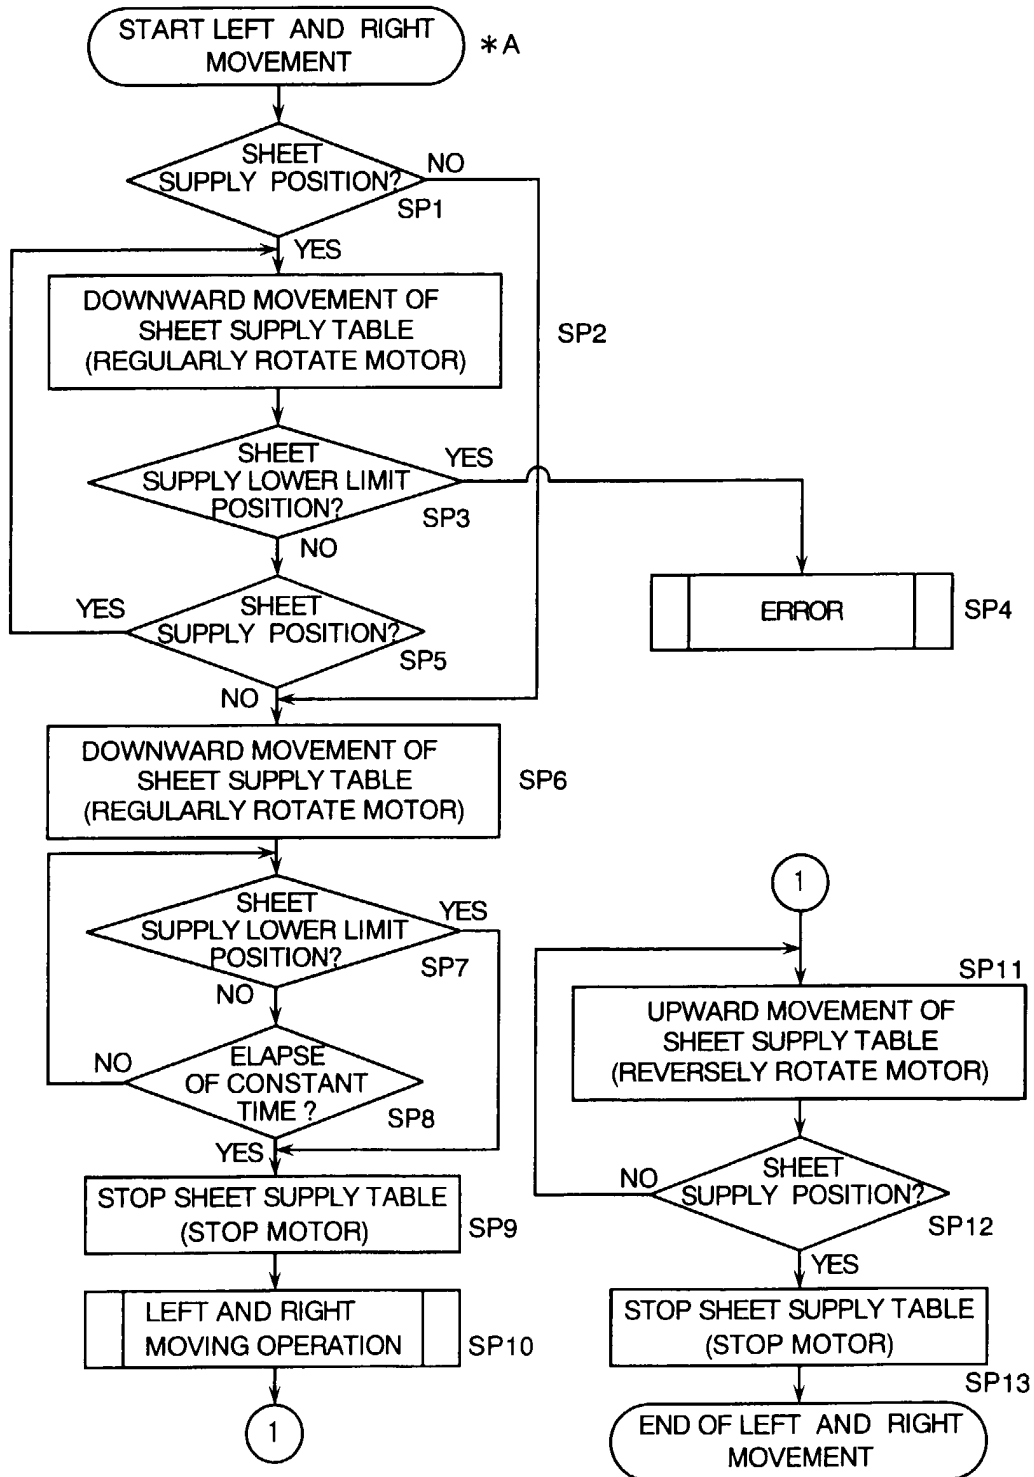 START LEFT AND RIGHT
MOVEMENT
*A
SHEET
SUPPLY POSITION?
NO
SP1
YES
DOWNWARD MOVEMENT OF
SHEET SUPPLY TABLE
(REGULARLY ROTATE MOTOR)
SP2
SHEET
SUPPLY LOWER LIMIT
POSITION?
YES
SP3
NO
ERROR
SP4
YES
SHEET
SUPPLY POSITION?
SP5
NO
DOWNWARD MOVEMENT OF
SHEET SUPPLY TABLE
(REGULARLY ROTATE MOTOR)
SP6
SHEET
SUPPLY LOWER LIMIT
POSITION?
YES
SP7
NO
NO
ELAPSE
OF CONSTANT
TIME ?
SP8
YES
STOP SHEET SUPPLY TABLE
(STOP MOTOR)
SP9
LEFT AND RIGHT
MOVING OPERATION
SP10
1
1
SP11
UPWARD MOVEMENT OF
SHEET SUPPLY TABLE
(REVERSELY ROTATE MOTOR)
NO
SHEET
SUPPLY POSITION?
SP12
YES
STOP SHEET SUPPLY TABLE
(STOP MOTOR)
SP13
END OF LEFT AND RIGHT
MOVEMENT